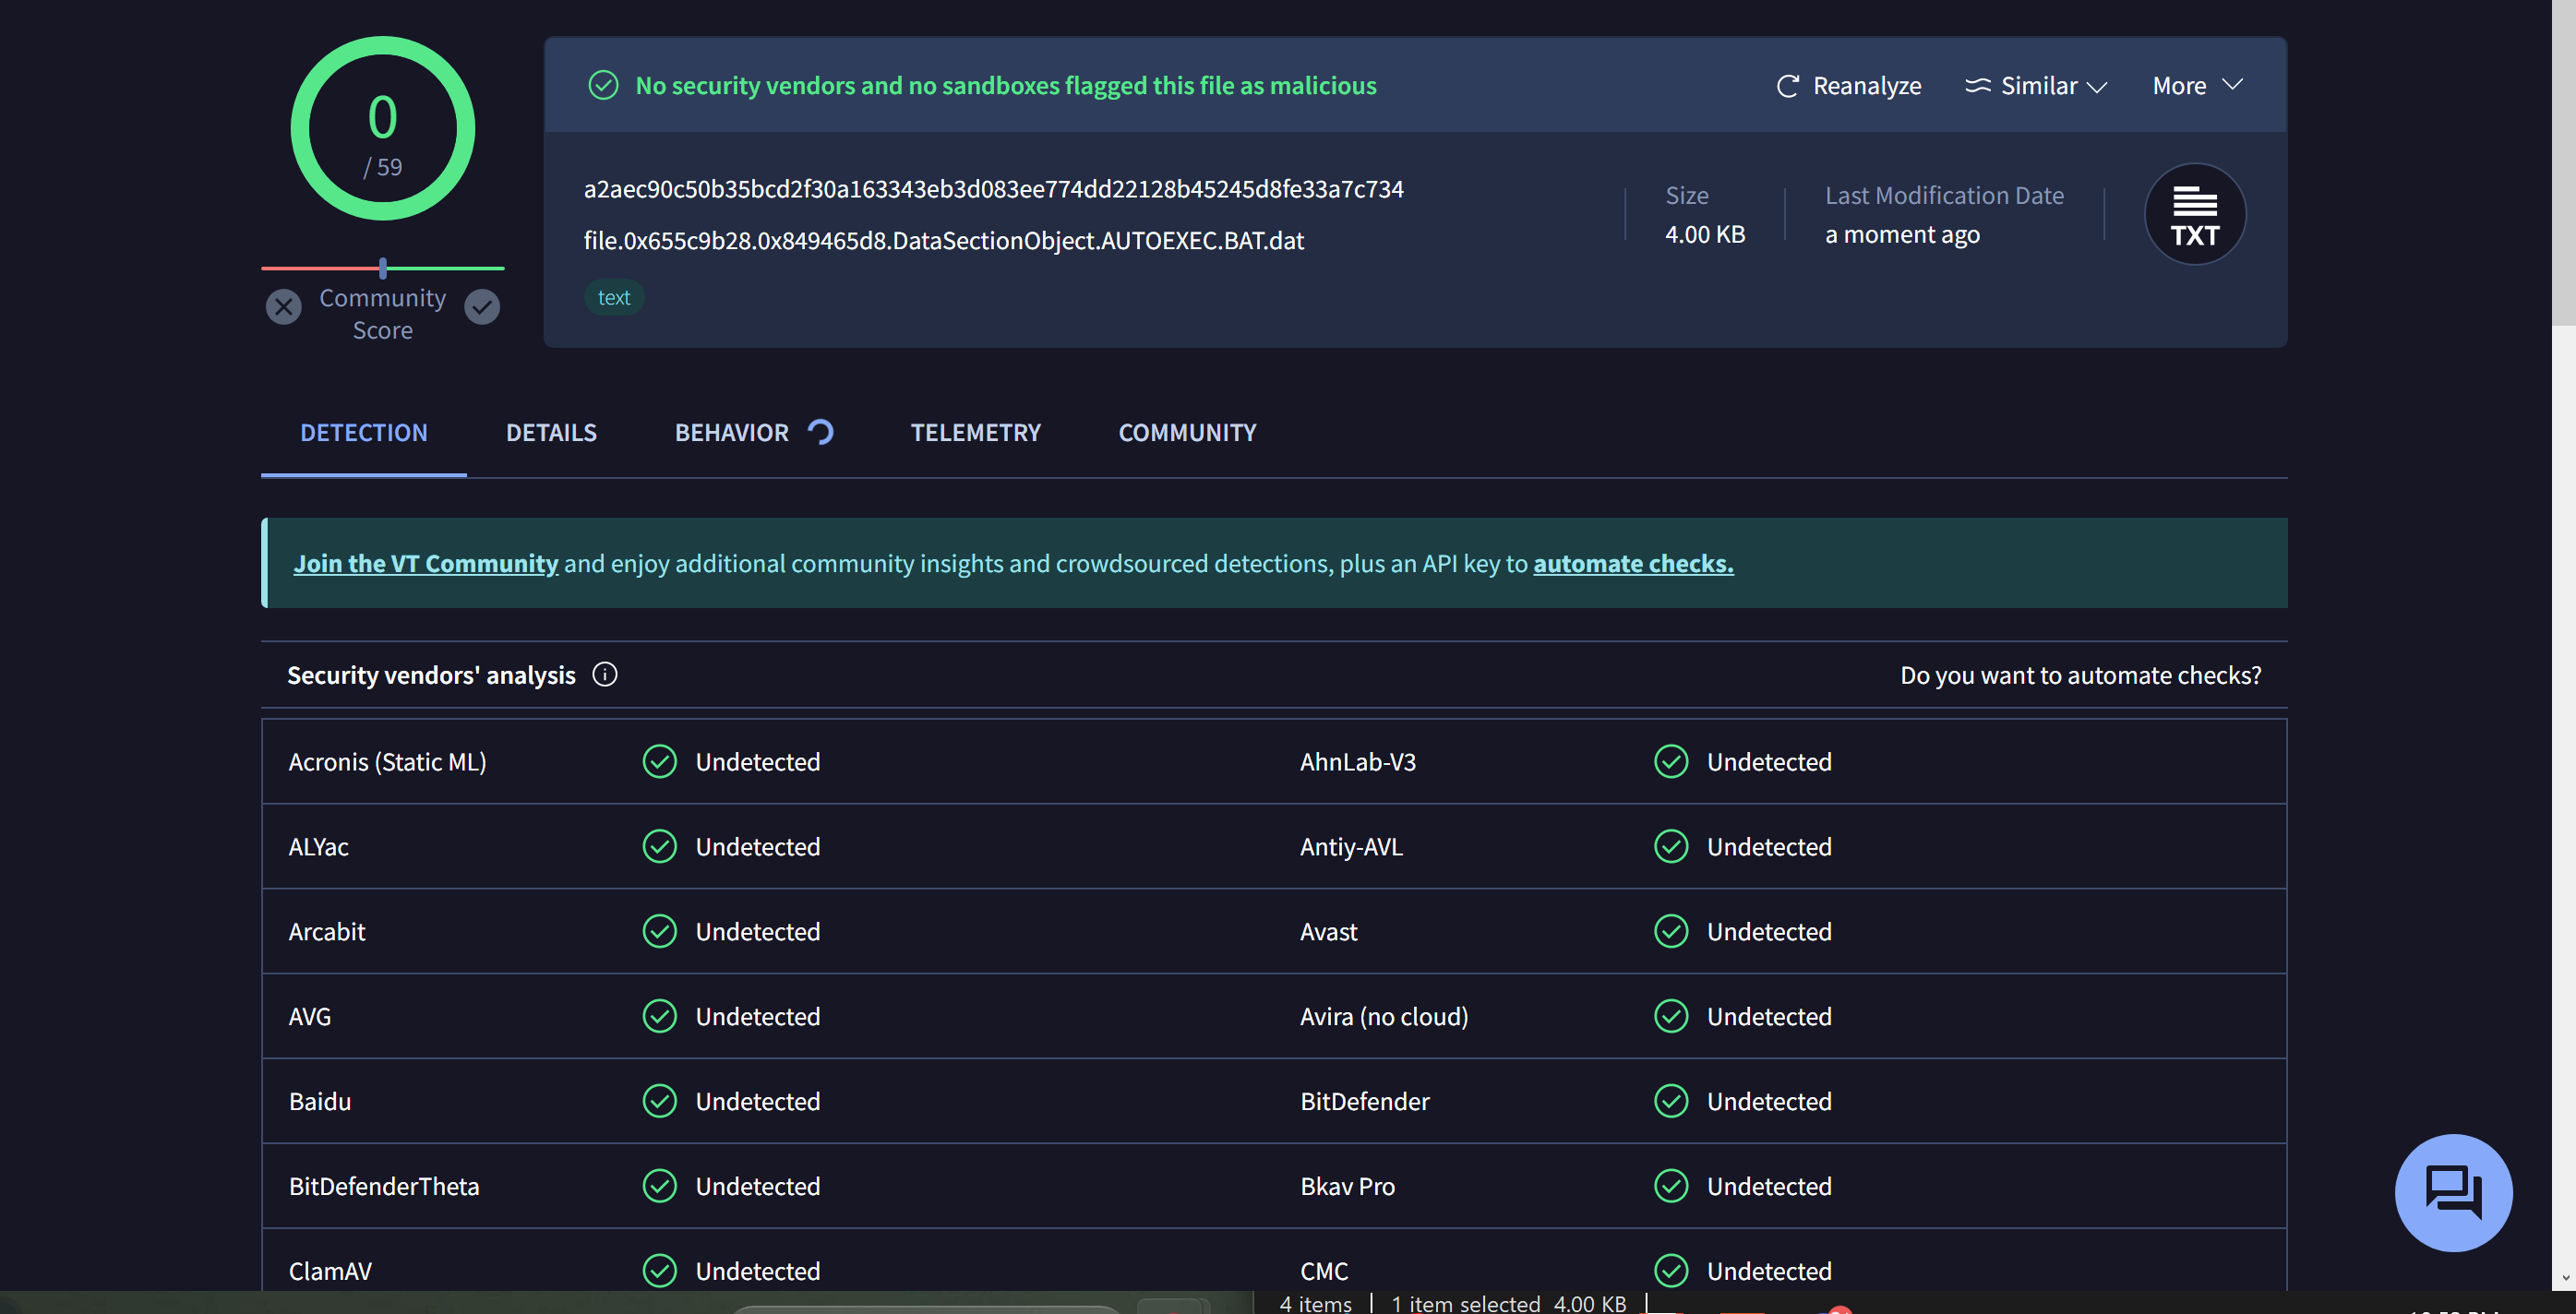 0
/ 59
Community
Score
No security vendors and no sandboxes flagged this file as malicious
Reanalyze
Similar
More
a2aec90c50b35bcd2f30a163343eb3d083ee774dd22128b45245d8fe33a7c734
file.0x655c9b28.0x849465d8.DataSectionObject.AUTOEXEC.BAT.dat
text
Size
4.00 KB
Last Modification Date
a moment ago
TXT
DETECTION
DETAILS
BEHAVIOR
TELEMETRY
COMMUNITY
Join the VT Community and enjoy additional community insights and crowdsourced detections, plus an API key to automate checks.
Security vendors' analysis
Do you want to automate checks?
Acronis (Static ML) Undetected AhnLab-V3 Undetected
ALYac Undetected Antiy-AVL Undetected
Arcabit Undetected Avast Undetected
AVG Undetected Avira (no cloud) Undetected
Baidu Undetected BitDefender Undetected
BitDefenderTheta Undetected Bkav Pro Undetected
ClamAV Undetected CMC Undetected
4 items 1 item selected 4.00 KB